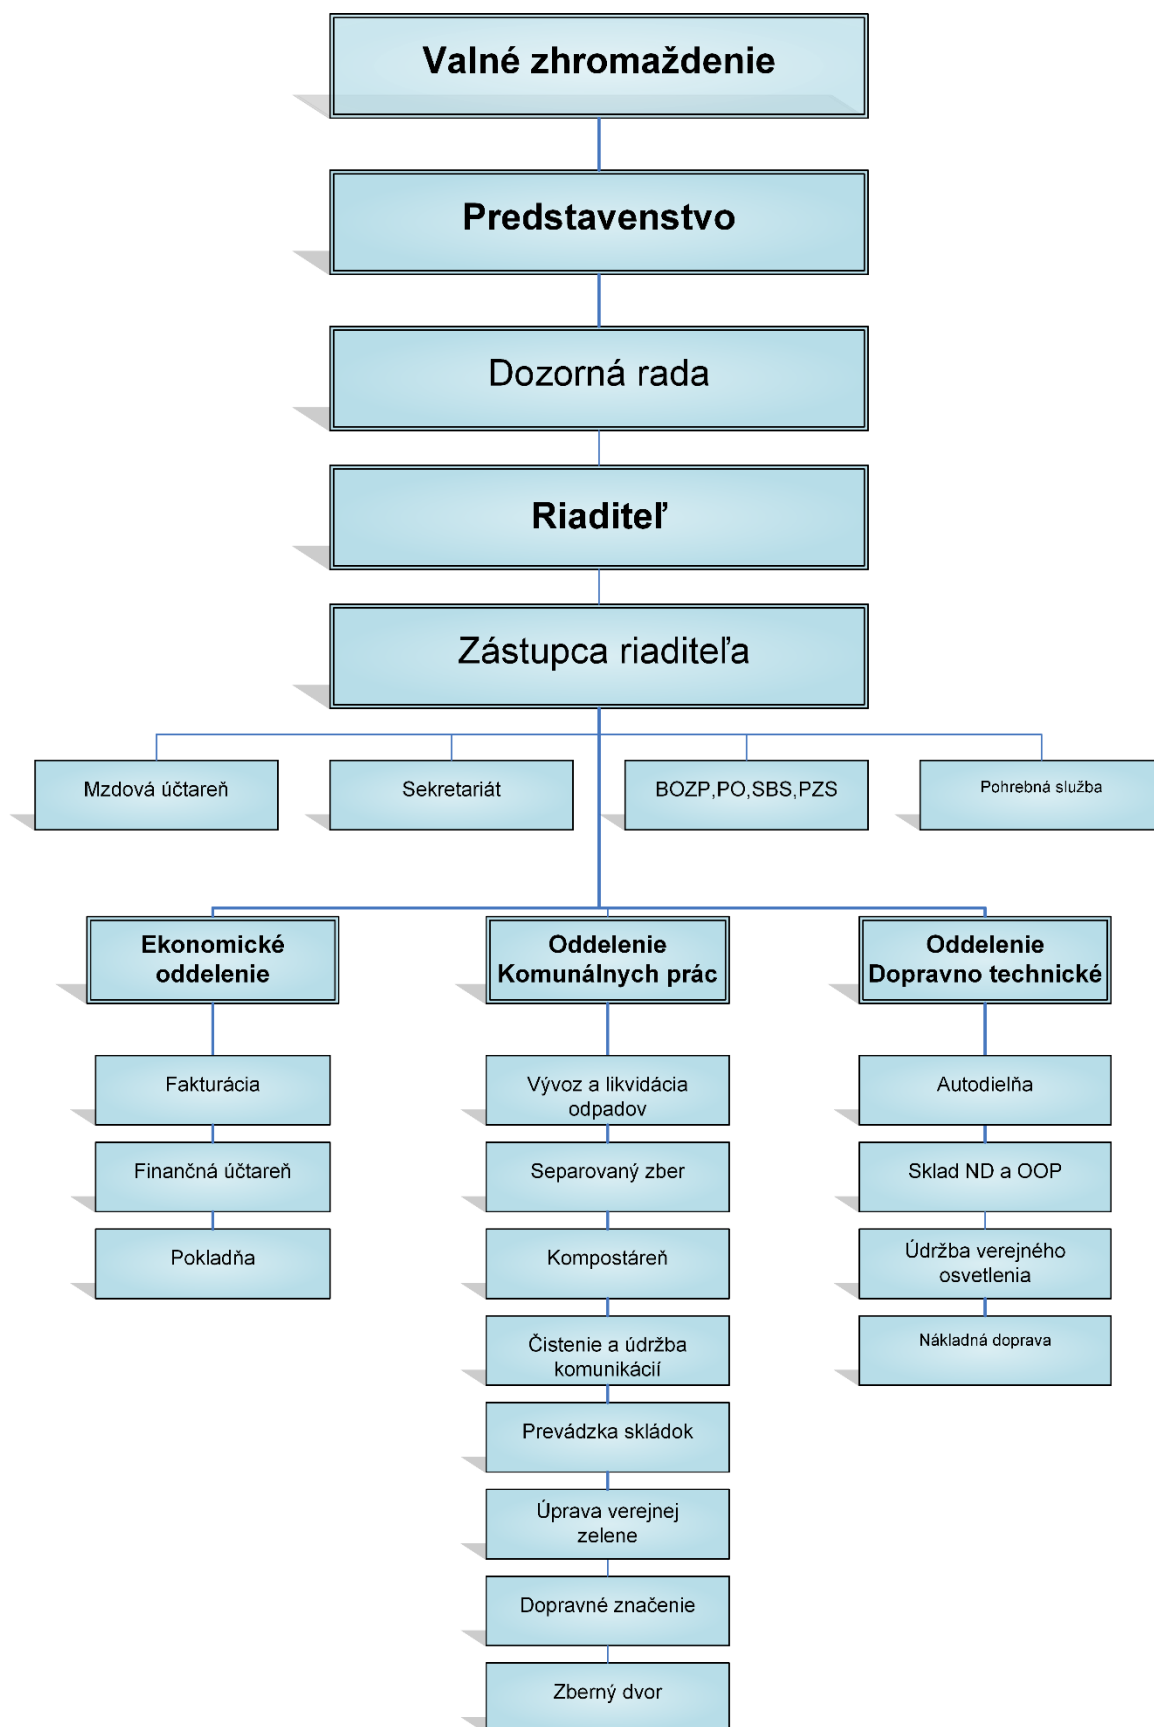 Valné zhromaždenie
Predstavenstvo
Dozorná rada
Riaditeľ
Zástupca riaditeľa
Mzdová účtareň
Sekretariát
BOZP,PO,SBS,PZS
Pohrebná služba
Ekonomické
oddelenie
Oddelenie
Komunálnych prác
Oddelenie
Dopravno technické
Fakturácia
Finančná účtareň
Pokladňa
Vývoz a likvidácia
odpadov
Separovaný zber
Kompostáreň
Čistenie a údržba
komunikácií
Prevádzka skládok
Úprava verejnej
zelene
Dopravné značenie
Zberný dvor
Autodielňa
Sklad ND a OOP
Údržba verejného
osvetlenia
Nákladná doprava